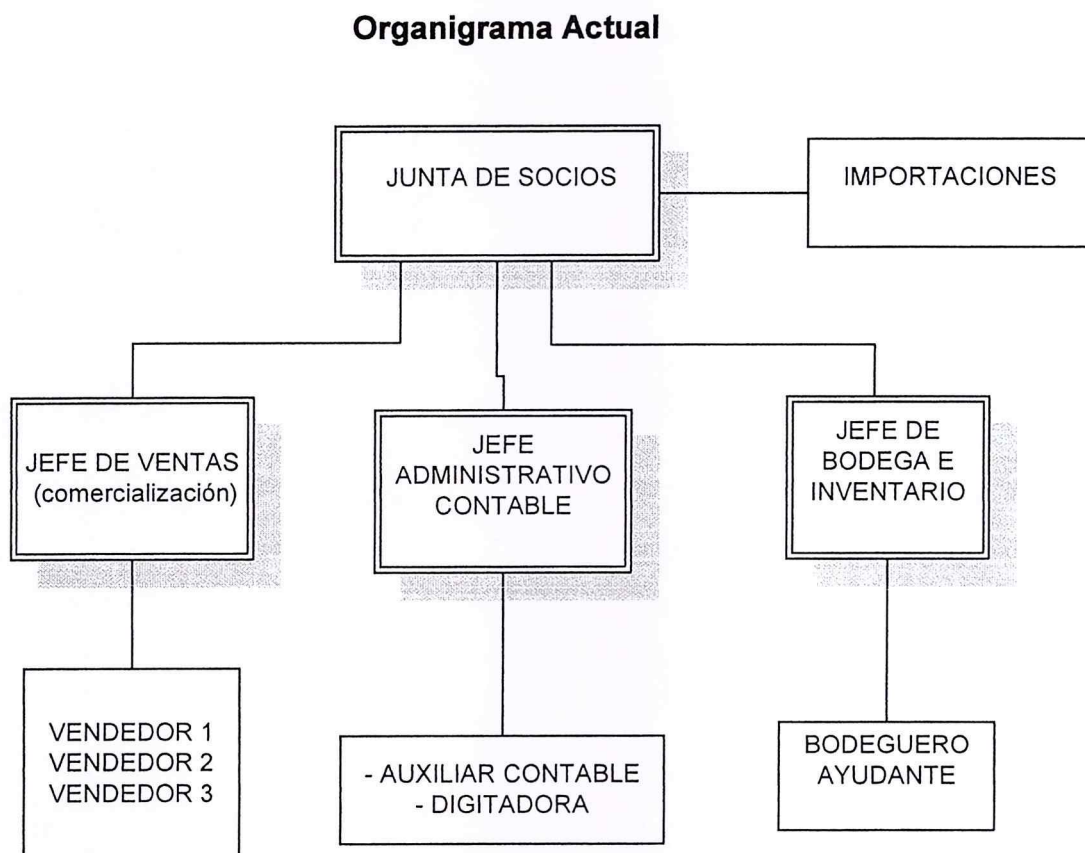 Organigrama Actual
JUNTA DE SOCIOS
IMPORTACIONES
JEFE DE VENTAS
(comercialización)
JEFE
ADMINISTRATIVO
CONTABLE
JEFE DE
BODEGA E
INVENTARIO
VENDEDOR 1
VENDEDOR 2
VENDEDOR 3
- AUXILIAR CONTABLE
- DIGITADORA
BODEGUERO
AYUDANTE